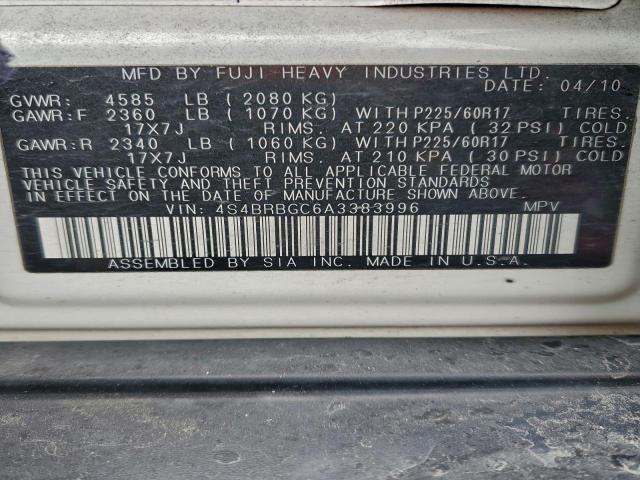 MFD BY FUJI HEAVY INDUSTRIES LTD.
DATE: 04/10
GVWR: 4585 LB ( 2080 KG)
GAWR: F 2360 LB ( 1070 KG) WITH P225/60R17 TIRES.
17X7J RIMS. AT 220 KPA ( 32 PSI) COLD
GAWR: R 2340 LB ( 1060 KG) WITH P225/60R17 TIRES.
17X7J RIMS. AT 210 KPA ( 30 PSI) COLD
THIS VEHICLE CONFORMS TO ALL APPLICABLE FEDERAL MOTOR
VEHICLE SAFETY AND THEFT PREVENTION STANDARDS
IN EFFECT ON THE DATE OF MANUFACTURE SHOWN ABOVE.
VIN: 4S4BRBGC6A3383996 MPV
ASSEMBLED BY SIA INC. MADE IN U.S.A.